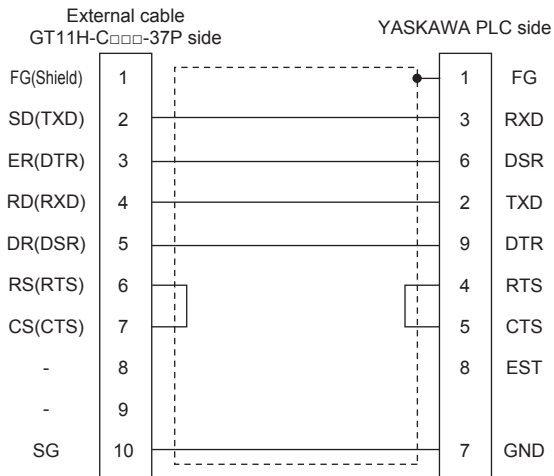 External cable
GT11H-C□□□-37P side
YASKAWA PLC side
FG(Shield) 1 1 FG
SD(TXD) 2 3 RXD
ER(DTR) 3 6 DSR
RD(RXD) 4 2 TXD
DR(DSR) 5 9 DTR
RS(RTS) 6 4 RTS
CS(CTS) 7 5 CTS
- 8 8 EST
- 9
SG 10 7 GND